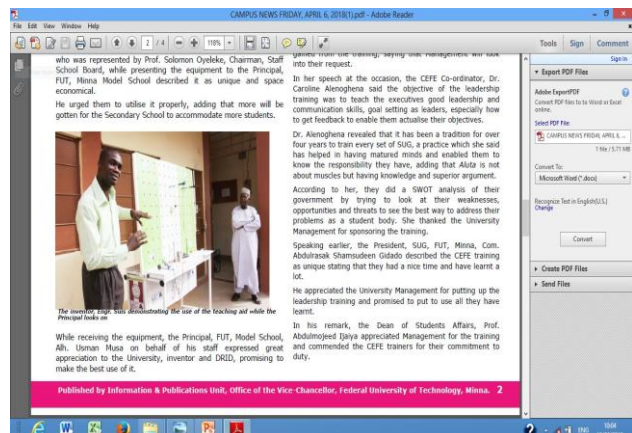 CAMPUS NEWS FRIDAY, APRIL 6, 2018(1).pdf - Adobe Reader
File Edit View Window Help
2 / 4
118%
Tools Sign Comment
who was represented by Prof. Solomon Oyeleke, Chairman, Staff
School Board, while presenting the equipment to the Principal,
FUT, Minna Model School described it as unique and space
economical.
He urged them to utilise it properly, adding that more will be
gotten for the Secondary School to accommodate more students.
The inventor, Engr. Suis demonstrating the use of the teaching aid while the
Principal looks on
While receiving the equipment, the Principal, FUT, Model School,
Alh. Usman Musa on behalf of his staff expressed great
appreciation to the University, inventor and DRID, promising to
make the best use of it.
gained from the training, saying that Management will look
into their request.
In her speech at the occasion, the CEFE Co-ordinator, Dr.
Caroline Alenoghena said the objective of the leadership
training was to teach the executives good leadership and
communication skills, goal setting as leaders, especially how
to get feedback to enable them actualise their objectives.
Dr. Alenoghena revealed that it has been a tradition for over
four years to train every set of SUG, a practice which she said
has helped in having matured minds and enabled them to
know the responsibility they have, adding that Aluta is not
about muscles but having knowledge and superior argument.
According to her, they did a SWOT analysis of their
government by trying to look at their weaknesses,
opportunities and threats to see the best way to address their
problems as a student body. She thanked the University
Management for sponsoring the training.
Speaking earlier, the President, SUG, FUT, Minna, Com.
Abdulrasak Shamsudeen Gidado described the CEFE training
as unique stating that they had a nice time and have learnt a
lot.
He appreciated the University Management for putting up the
leadership training and promised to put to use all they have
learnt.
In his remark, the Dean of Students Affairs, Prof.
Abdulmojeed Ijaiya appreciated Management for the training
and commended the CEFE trainers for their commitment to
duty.
Published by Information & Publications Unit, Office of the Vice-Chancellor, Federal University of Technology, Minna. 2
Sign In
Export PDF Files
Adobe ExportPDF
Convert PDF files to Word or Excel
online.
Select PDF File:
CAMPUS NEWS FRIDAY, APRIL 6, ...
1 file / 5.71 MB
Convert To:
Microsoft Word (*.docx)
Recognize Text in English(U.S.)
Change
Convert
Create PDF Files
Send Files
ENG
10:04